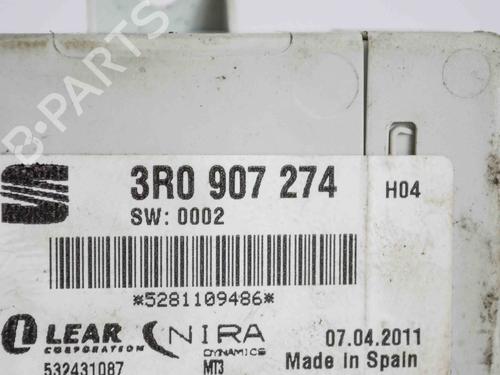 B-PARTS
3R0 907 274 H04
SW: 0002
*5281109486*
LEAR NIRA 07.04.2011
CORPORATION DYNAMICS
532431087 MT3 Made in Spain